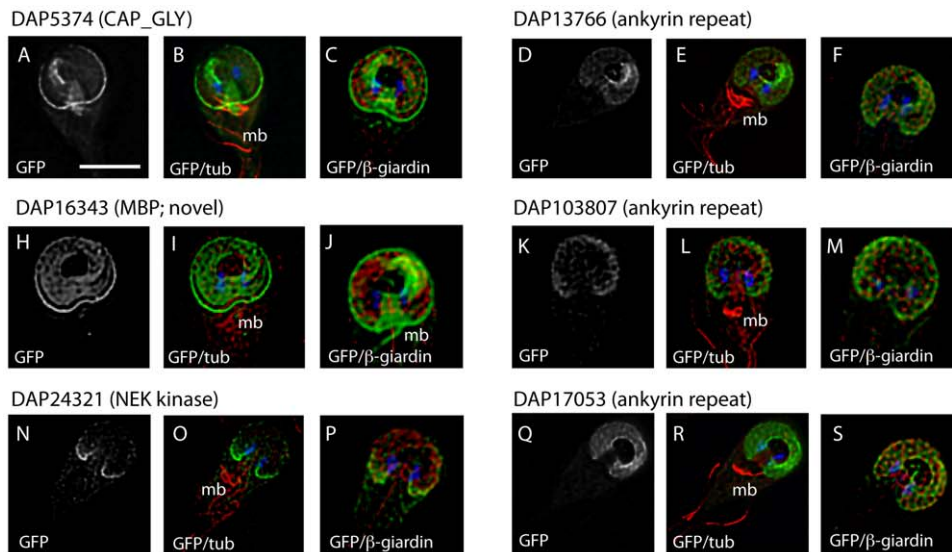 DAP5374 (CAP_GLY)
A
GFP
B
mb
GFP/tub
C
GFP/β-giardin
DAP13766 (ankyrin repeat)
D
GFP
E
mb
GFP/tub
F
GFP/β-giardin
DAP16343 (MBP; novel)
H
GFP
I
mb
GFP/tub
J
mb
GFP/β-giardin
DAP103807 (ankyrin repeat)
K
GFP
L
mb
GFP/tub
M
GFP/β-giardin
DAP24321 (NEK kinase)
N
GFP
O
mb
GFP/tub
P
GFP/β-giardin
DAP17053 (ankyrin repeat)
Q
GFP
R
mb
GFP/tub
S
GFP/β-giardin